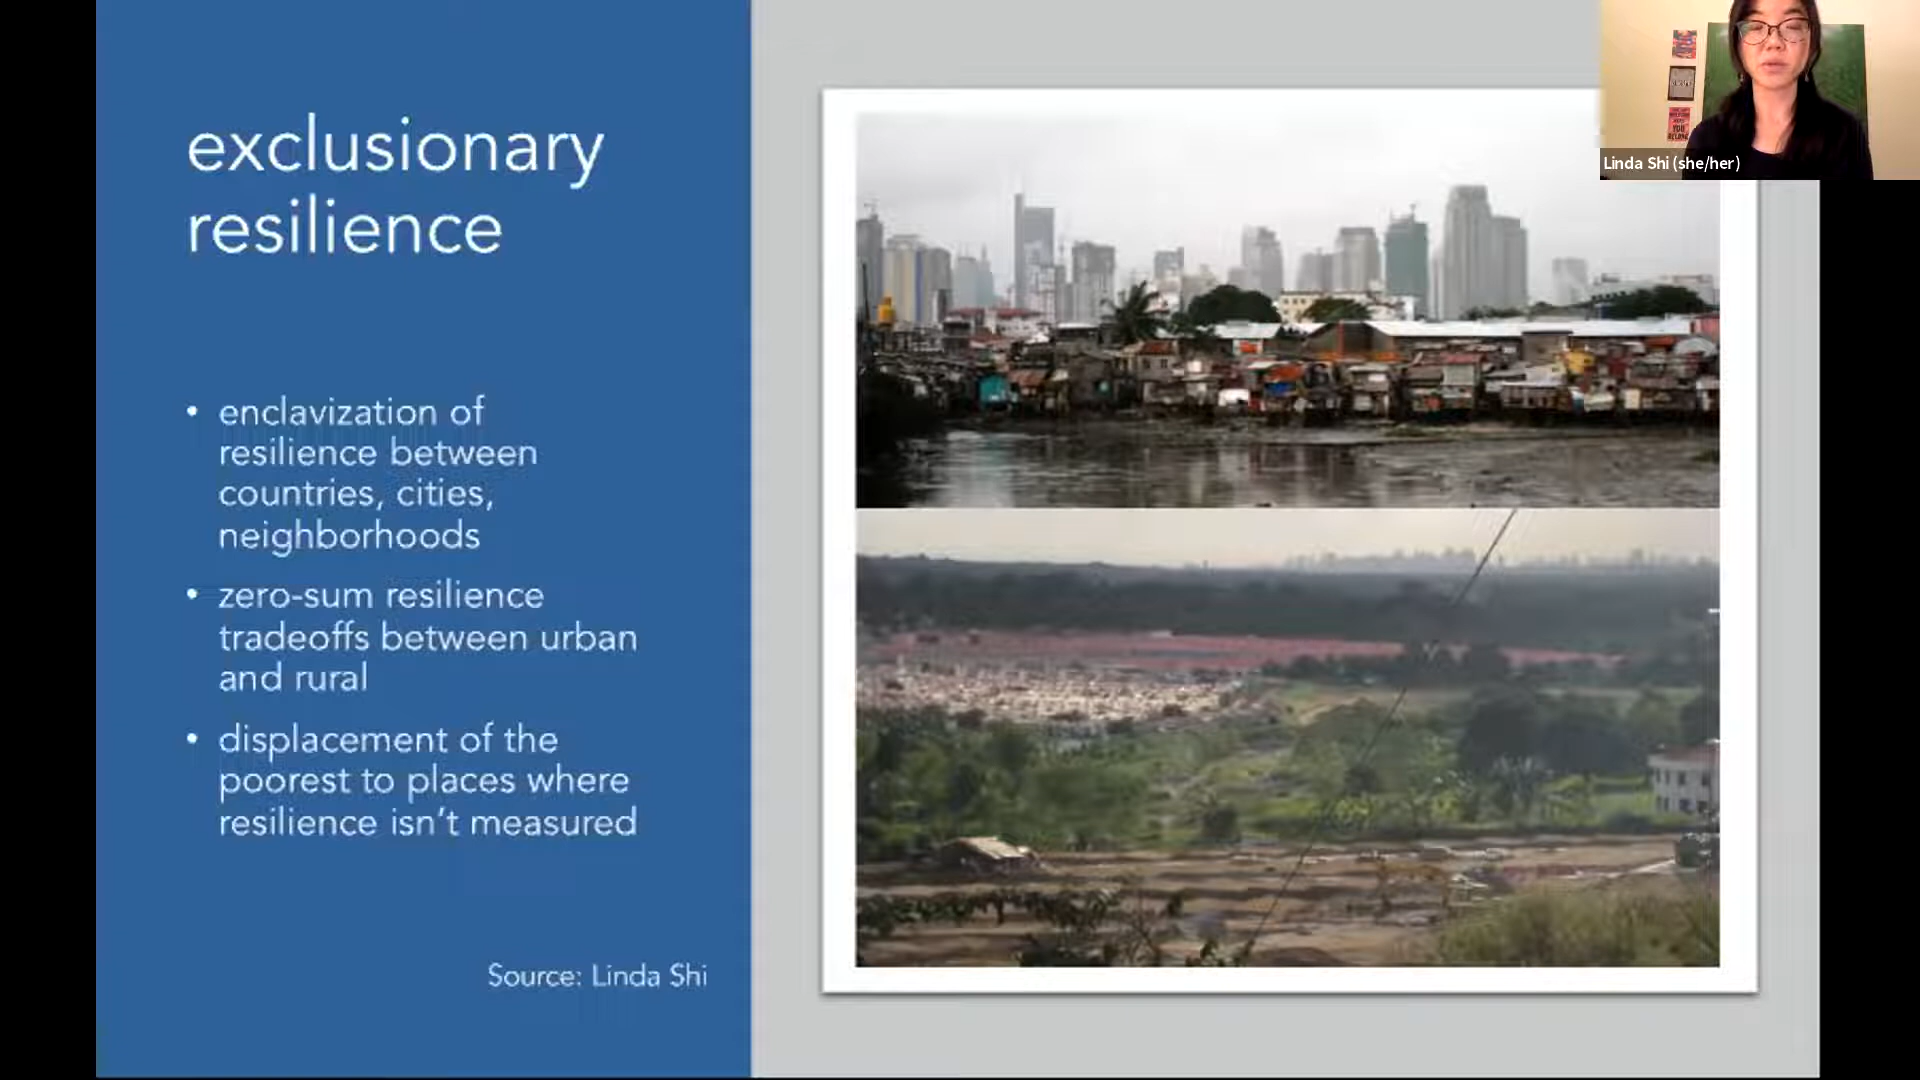 exclusionary
resilience
• enclavization of
resilience between
countries, cities,
neighborhoods
• zero-sum resilience
tradeoffs between urban
and rural
• displacement of the
poorest to places where
resilience isn't measured
Source: Linda Shi
Linda Shi (she/her)